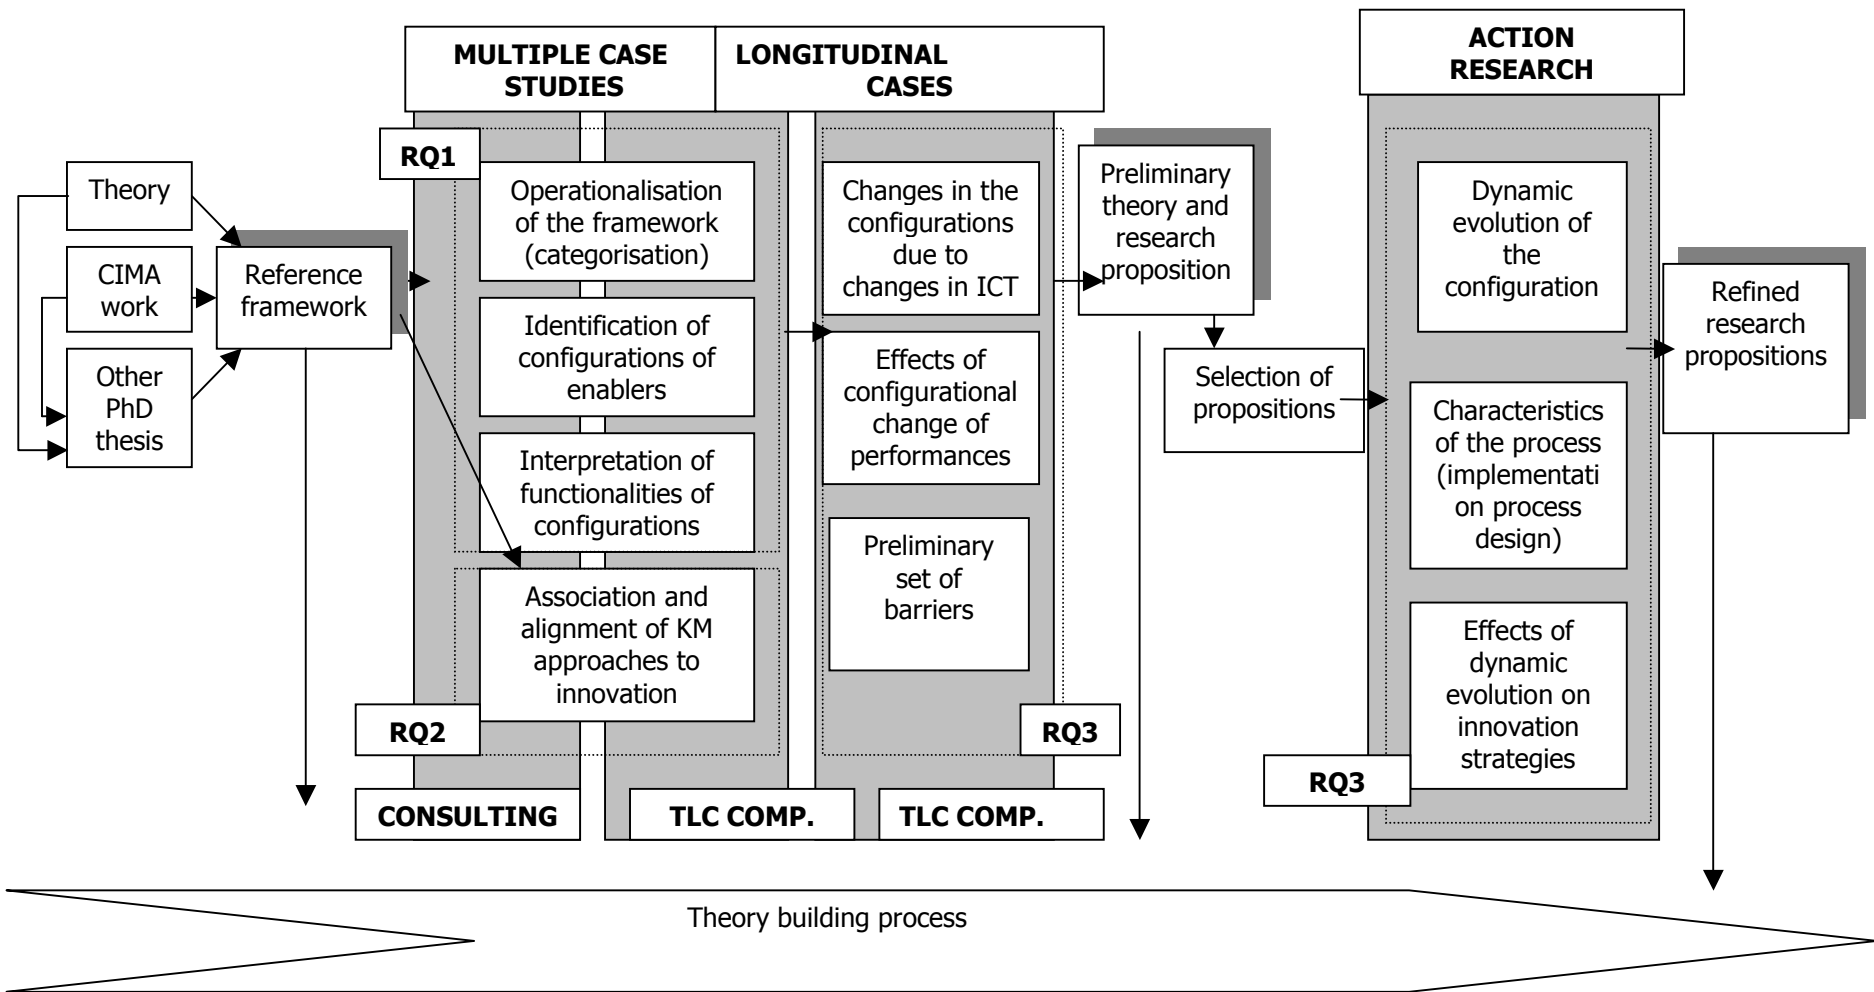 MULTIPLE CASE
STUDIES
LONGITUDINAL
CASES
ACTION
RESEARCH
RQ1
Theory
CIMA
work
Other
PhD
thesis
Reference
framework
Operationalisation
of the framework
(categorisation)
Identification of
configurations of
enablers
Interpretation of
functionalities of
configurations
Association and
alignment of KM
approaches to
innovation
RQ2
Changes in the
configurations
due to
changes in ICT
Effects of
configurational
change of
performances
Preliminary
set of
barriers
RQ3
CONSULTING
TLC COMP.
TLC COMP.
Preliminary
theory and
research
proposition
Selection of
propositions
Dynamic
evolution of
the
configuration
Characteristics
of the process
(implementati
on process
design)
Effects of
dynamic
evolution on
innovation
strategies
RQ3
Refined
research
propositions
Theory building process